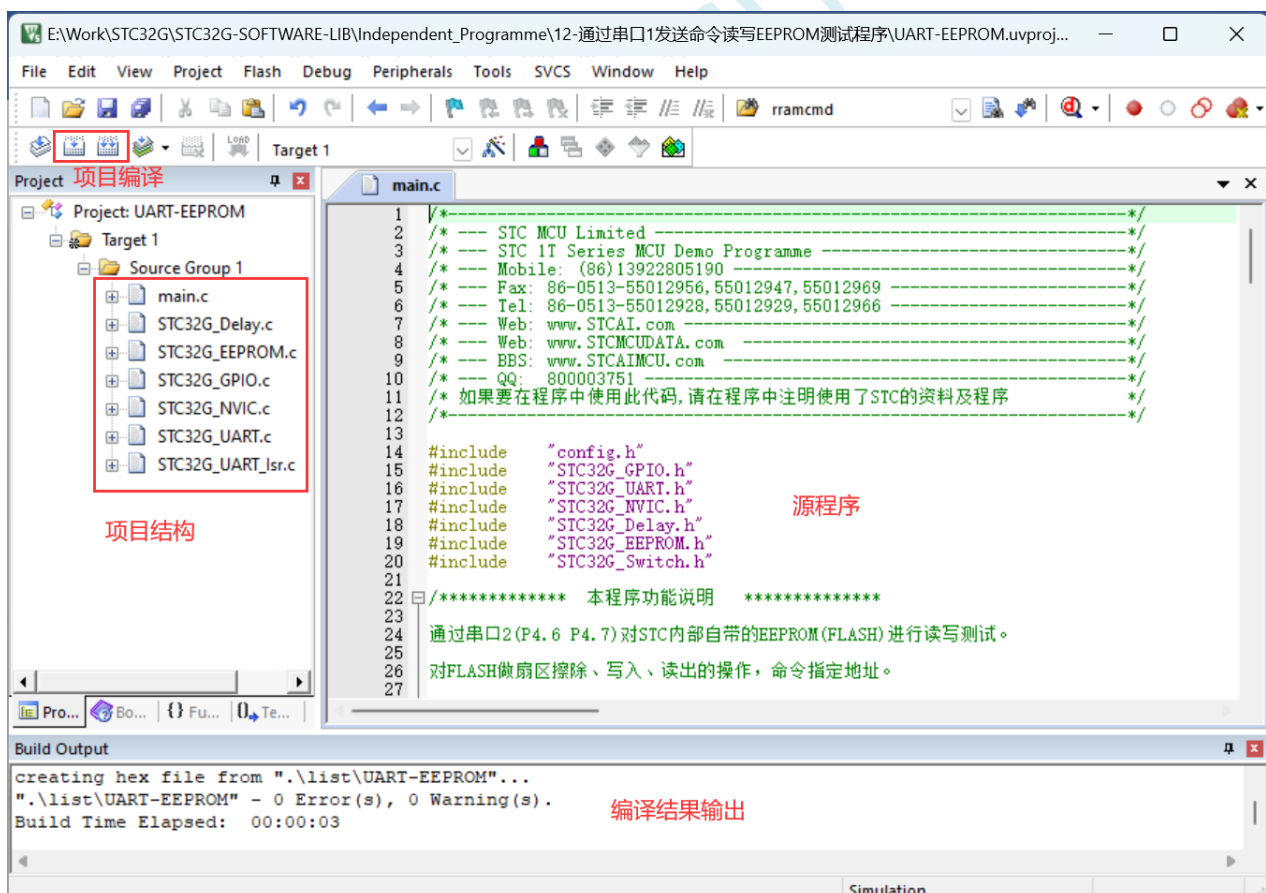 E:\Work\STC32G\STC32G-SOFTWARE-LIB\Independent_Programme\12-通过串口1发送命令读写EEPROM测试程序\UART-EEPROM.uvproj...
File Edit View Project Flash Debug Peripherals Tools SVCS Window Help
rramcmd
LOAD Target 1
Project 项目编译
main.c
Project: UART-EEPROM
Target 1
Source Group 1
main.c
STC32G_Delay.c
STC32G_EEPROM.c
STC32G_GPIO.c
STC32G_NVIC.c
STC32G_UART.c
STC32G_UART_Isr.c
项目结构
1 /*---------------------------------------------------------------------*/
2 /* --- STC MCU Limited ------------------------------------------------*/
3 /* --- STC 1T Series MCU Demo Programme -------------------------------*/
4 /* --- Mobile: (86)13922805190 ----------------------------------------*/
5 /* --- Fax: 86-0513-55012956,55012947,55012969 ------------------------*/
6 /* --- Tel: 86-0513-55012928,55012929,55012966 ------------------------*/
7 /* --- Web: www.STCAI.com ---------------------------------------------*/
8 /* --- Web: www.STCMCUDATA.com ---------------------------------------*/
9 /* --- BBS: www.STCAIMCU.com -----------------------------------------*/
10 /* --- QQ: 800003751 -------------------------------------------------*/
11 /* 如果要在程序中使用此代码,请在程序中注明使用了STC的资料及程序 */
12 /*---------------------------------------------------------------------*/
13
14 #include "config.h"
15 #include "STC32G_GPIO.h"
16 #include "STC32G_UART.h"
17 #include "STC32G_NVIC.h"
18 #include "STC32G_Delay.h"
19 #include "STC32G_EEPROM.h"
20 #include "STC32G_Switch.h"
21
22 /************* 本程序功能说明 **************
23
24 通过串口2(P4.6 P4.7)对STC内部自带的EEPROM(FLASH)进行读写测试。
25
26 对FLASH做扇区擦除、写入、读出的操作，命令指定地址。
27
源程序
Pro... Bo... {} Fu... Te...
Build Output
creating hex file from ".\list\UART-EEPROM"...
".\list\UART-EEPROM" - 0 Error(s), 0 Warning(s).
Build Time Elapsed: 00:00:03
编译结果输出
Simulation